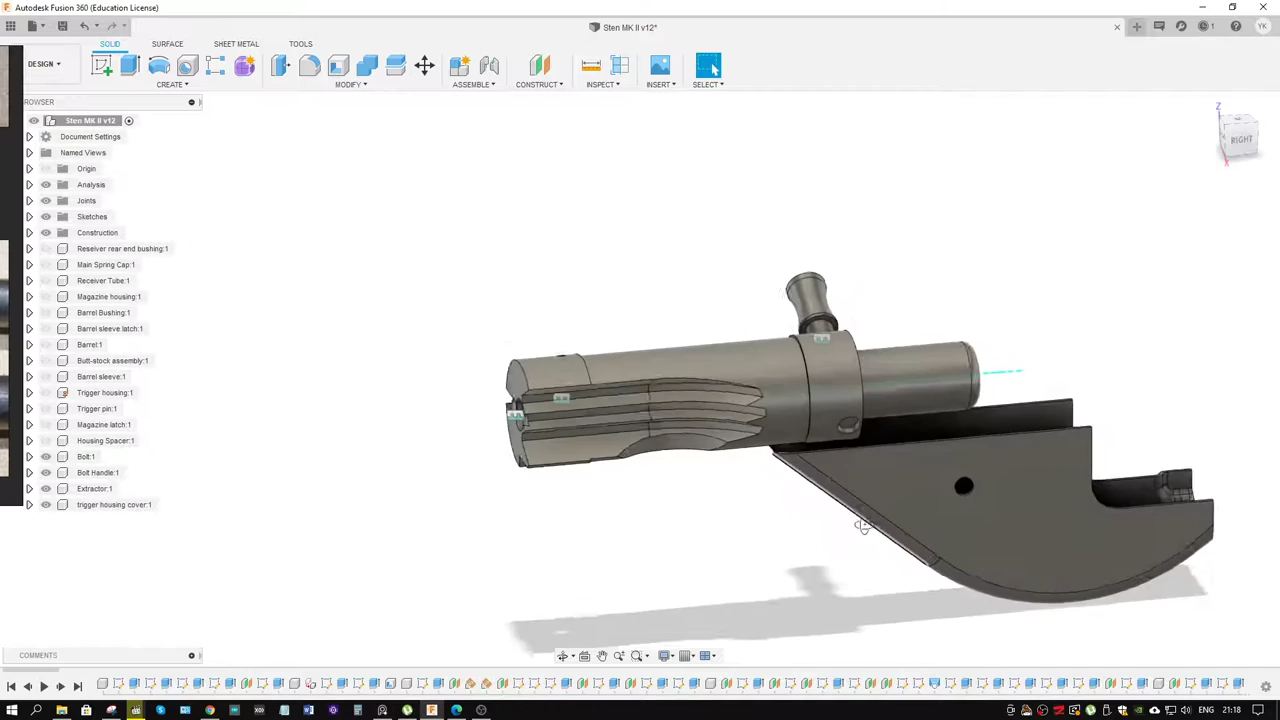 Autodesk Fusion 360 (Education License)
Sten MK II v12*
1
YK
SOLID
SURFACE
SHEET METAL
TOOLS
DESIGN
CREATE
MODIFY
ASSEMBLE
CONSTRUCT
INSPECT
INSERT
SELECT
ROWSER
Sten MK II v12
Document Settings
Named Views
Origin
Analysis
Joints
Sketches
Construction
Reseiver rear end bushing:1
Main Spring Cap:1
Receiver Tube:1
Magazine housing:1
Barrel Bushing:1
Barrel sleeve latch:1
Barrel:1
Butt-stock assembly:1
Barrel sleeve:1
Trigger housing:1
Trigger pin:1
Magazine latch:1
Housing Spacer:1
Bolt:1
Bolt Handle:1
Extractor:1
trigger housing cover:1
Z
RIGHT
X
COMMENTS
ENG
21:18